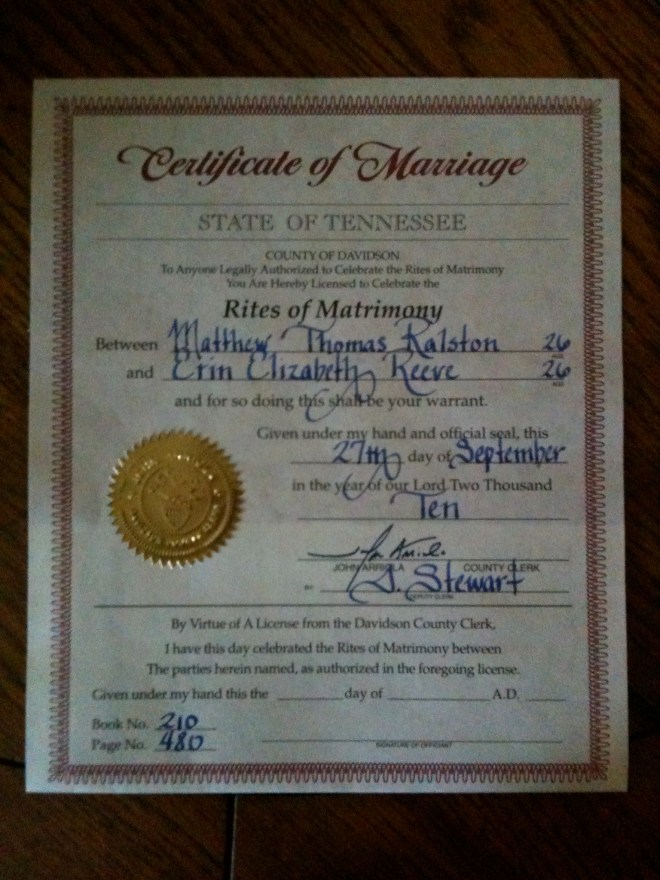 Certificate of Marriage
STATE OF TENNESSEE
COUNTY OF DAVIDSON
To Anyone Legally Authorized to Celebrate the Rites of Matrimony
You Are Hereby Licensed to Celebrate the
Rites of Matrimony
Between Matthew Thomas Ralston 26
AGE
and Erin Elizabeth Reeve 26
AGE
and for so doing this shall be your warrant.
Given under my hand and official seal, this
27th day of September
in the year of our Lord Two Thousand
Ten
JOHN ARRIOLA COUNTY CLERK
BY J. Stewart
DEPUTY CLERK
By Virtue of A License from the Davidson County Clerk,
I have this day celebrated the Rites of Matrimony between
The parties herein named, as authorized in the foregoing license.
Given under my hand this the day of A.D.
Book No. 210
Page No. 480
SIGNATURE OF OFFICIANT